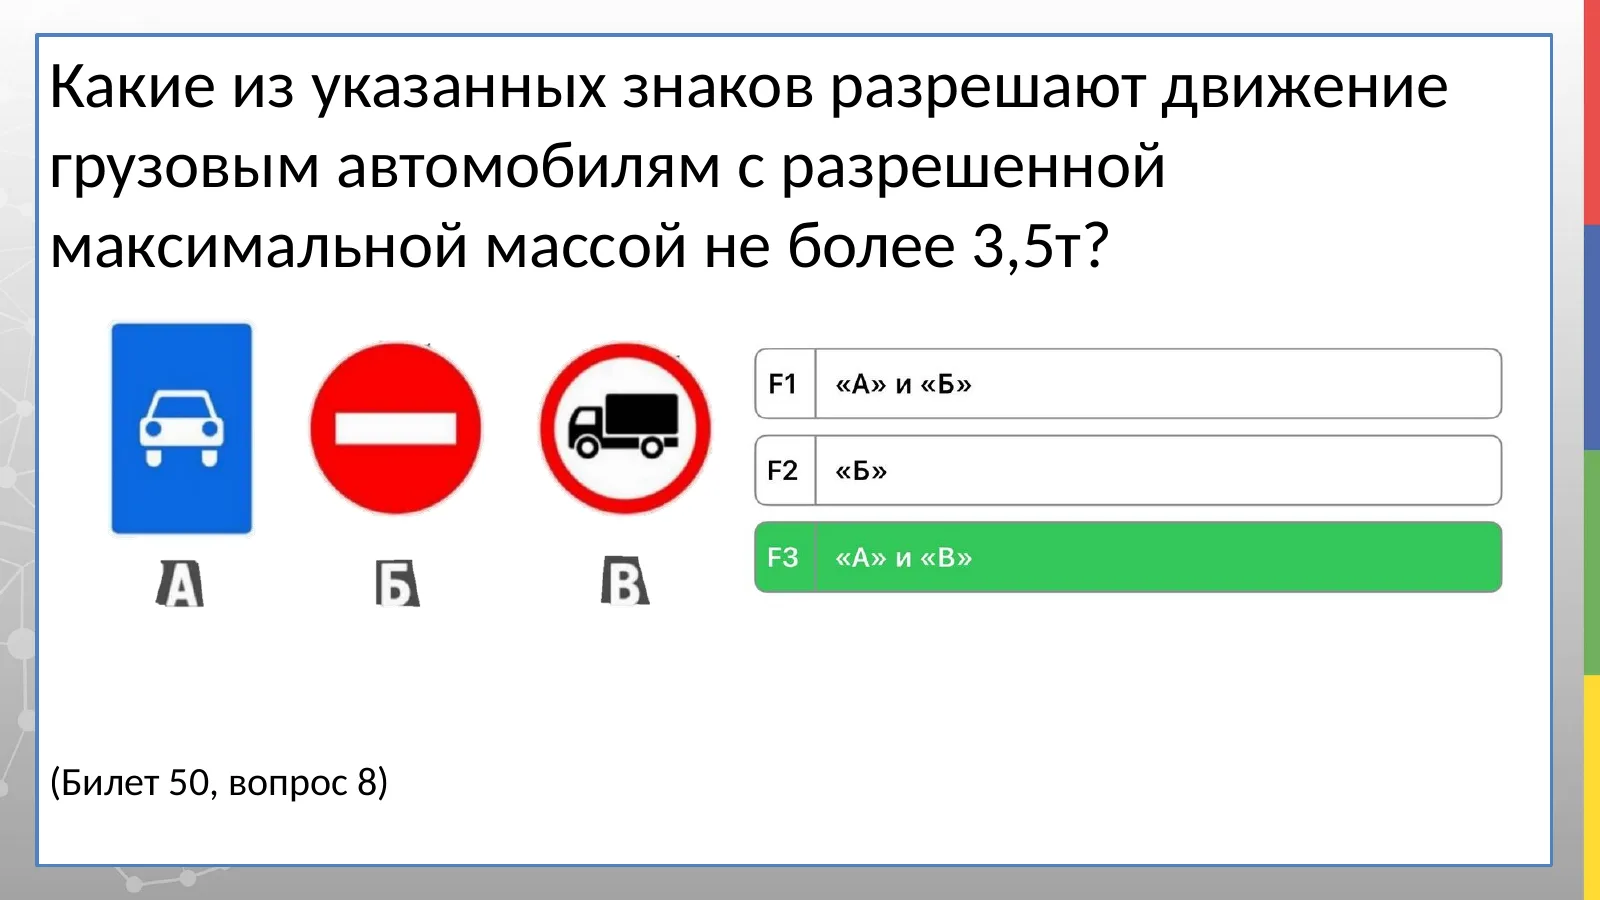 Какие из указанных знаков разрешают движение
грузовым автомобилям с разрешенной
максимальной массой не более 3,5т?
А Б В
F1 «А» и «Б»
F2 «Б»
F3 «А» и «В»
(Билет 50, вопрос 8)